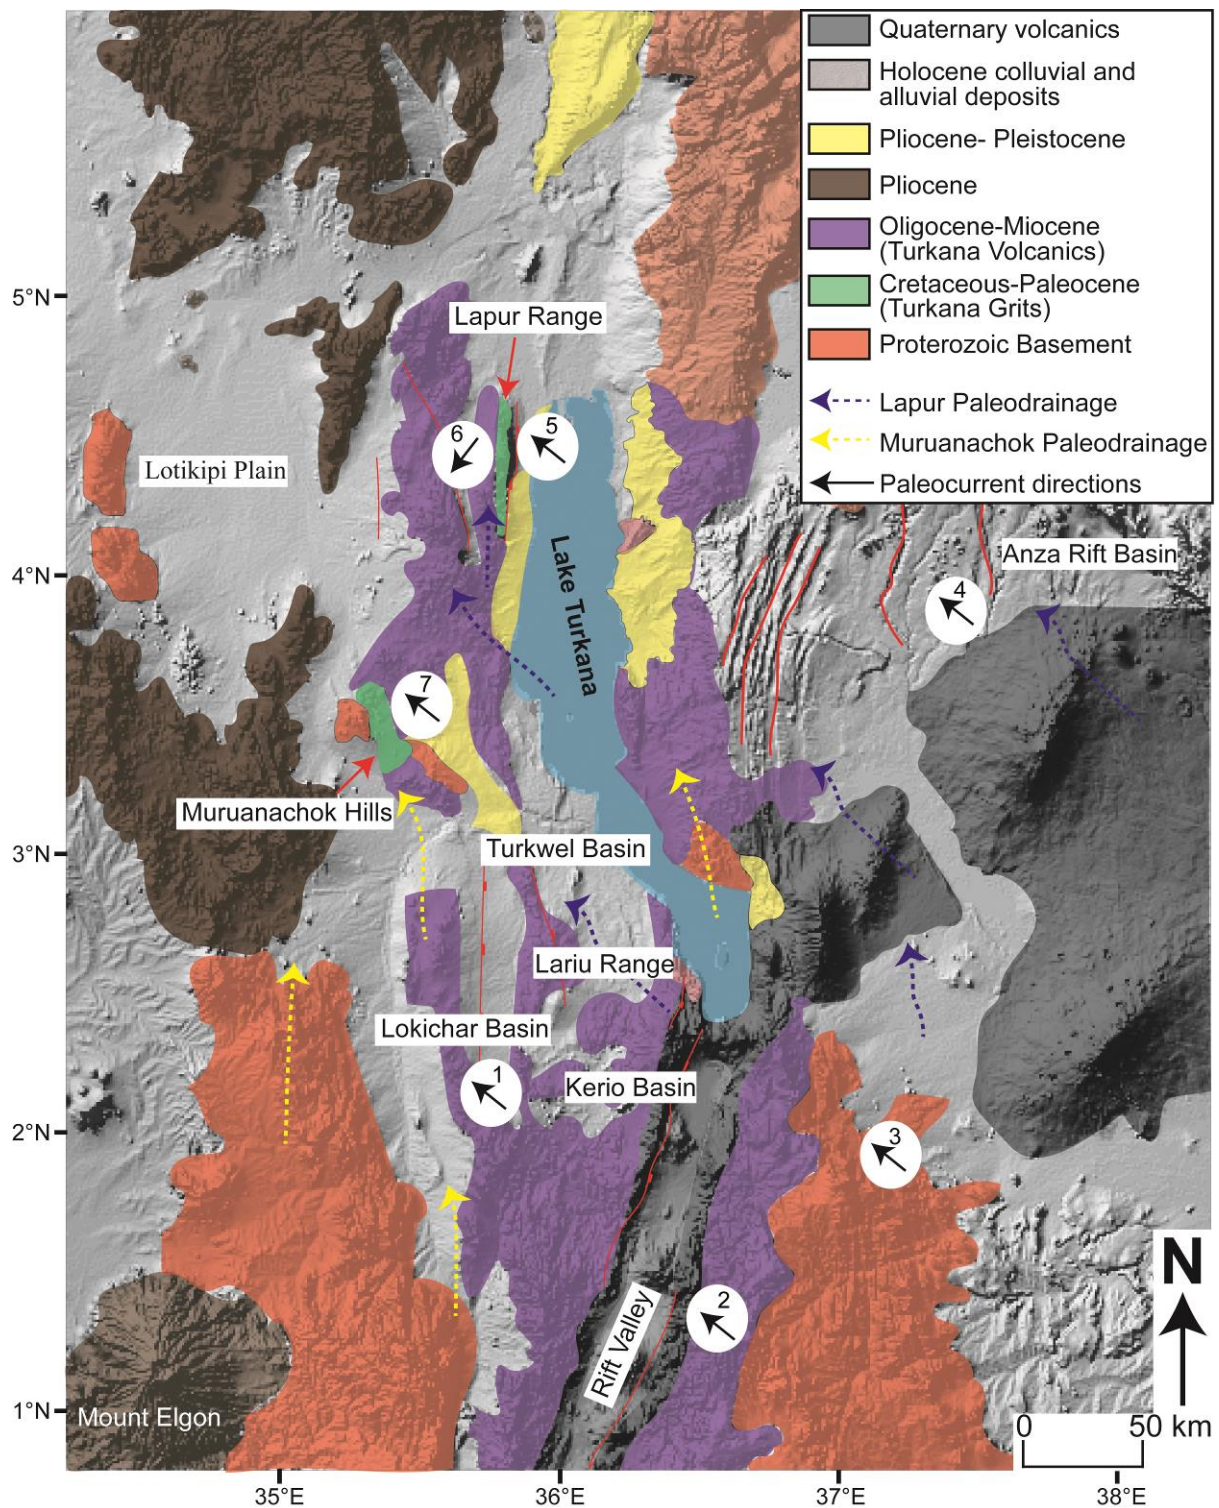 Quaternary volcanics
Holocene colluvial and
alluvial deposits
Pliocene- Pleistocene
Pliocene
Oligocene-Miocene
(Turkana Volcanics)
Cretaceous-Paleocene
(Turkana Grits)
Proterozoic Basement
Lapur Paleodrainage
Muruanachok Paleodrainage
Paleocurrent directions
5°N
Lapur Range
6
5
Lotikipi Plain
Lake Turkana
Anza Rift Basin
4°N
4
7
Muruanachok Hills
Turkwel Basin
3°N
Lariu Range
Lokichar Basin
Kerio Basin
1
2°N
3
N
2
Rift Valley
1°N
Mount Elgon
0
50 km
35°E
36°E
37°E
38°E